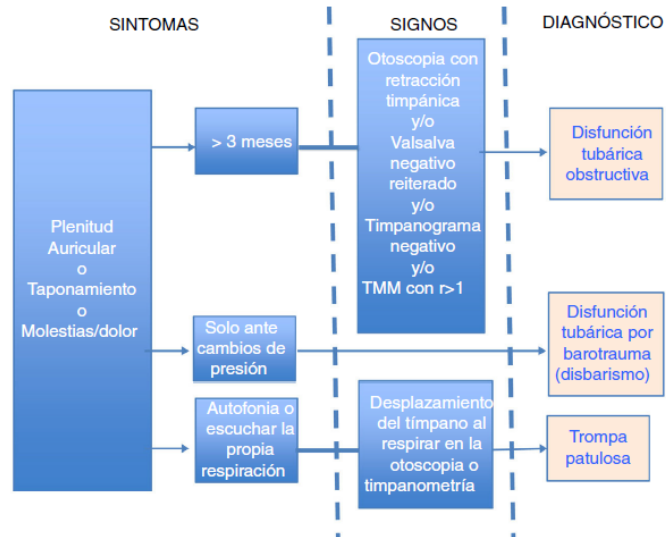 SINTOMAS
SIGNOS
DIAGNÓSTICO
Plenitud
Auricular
o
Taponamiento
o
Molestias/dolor
> 3 meses
Otoscopia con
retracción
timpánica
y/o
Valsalva
negativo
reiterado
y/o
Timpanograma
negativo
y/o
TMM con r>1
Disfunción
tubárica
obstructiva
Solo ante
cambios de
presión
Disfunción
tubárica por
barotrauma
(disbarismo)
Autofonia o
escuchar la
propia
respiración
Desplazamiento
del tímpano al
respirar en la
otoscopia o
timpanometría
Trompa
patulosa